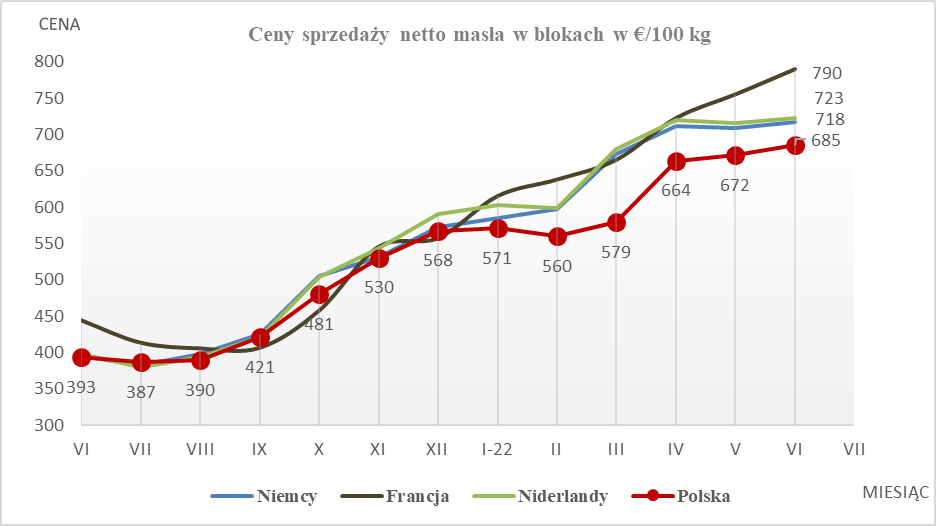 CENA
Ceny sprzedaży netto masła w blokach w €/100 kg
800
750
700
650
600
550
500
450
400
350
300
790
723
718
685
664
672
568
571
560
579
530
481
421
393
387
390
VI
VII
VIII
IX
X
XI
XII
I-22
II
III
IV
V
VI
VII
Niemcy
Francja
Niderlandy
Polska
MIESIĄC